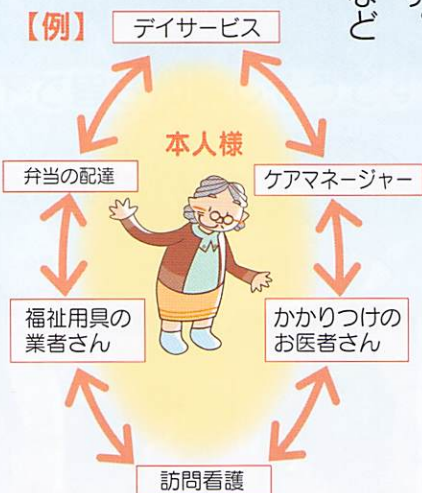 【例】
デイサービス
など
本人様
弁当の配達
ケアマネージャー
福祉用具の
業者さん
かかりつけの
お医者さん
訪問看護